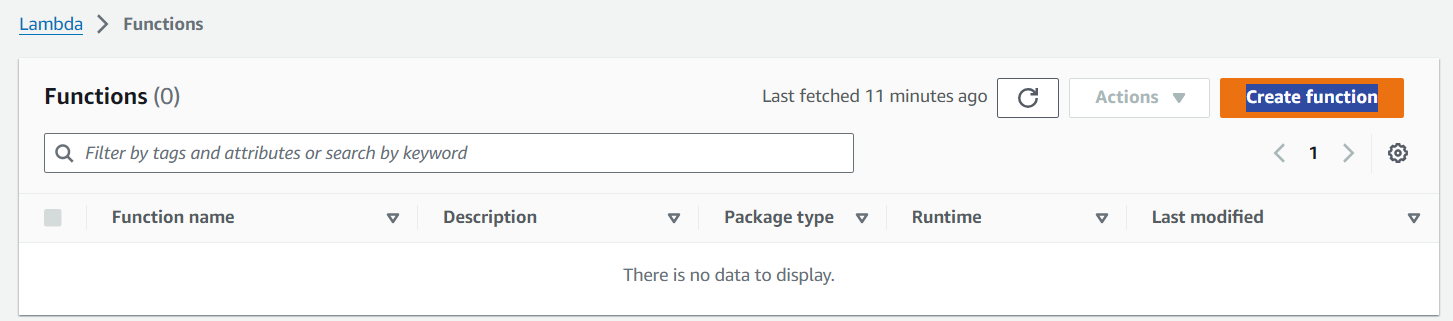 Lambda > Functions
Functions (0) Last fetched 11 minutes ago Actions Create function
Filter by tags and attributes or search by keyword 1
Function name Description Package type Runtime Last modified
There is no data to display.